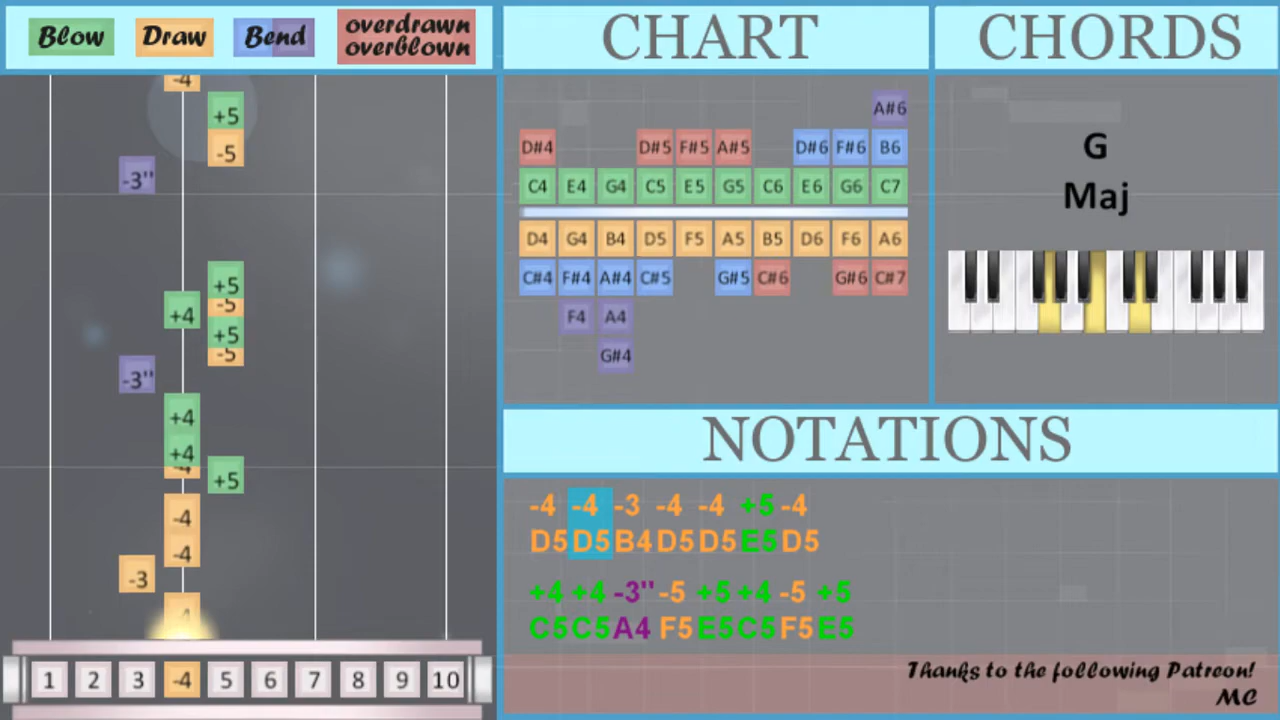 Blow Draw Bend overdrawn
overblown
CHART
CHORDS
-4
+5
-5
-3''
+5
-5
+4
+5
-5
-3''
+4
+4
-4
+5
-4
-4
-3
-4
1 2 3 -4 5 6 7 8 9 10
A#6
D#4 D#5 F#5 A#5 D#6 F#6 B6
C4 E4 G4 C5 E5 G5 C6 E6 G6 C7
D4 G4 B4 D5 F5 A5 B5 D6 F6 A6
C#4 F#4 A#4 C#5 G#5 C#6 G#6 C#7
F4 A4
G#4
G
Maj
NOTATIONS
-4 -4 -3 -4 -4 +5 -4
D5 D5 B4 D5 D5 E5 D5
+4 +4 -3'' -5 +5 +4 -5 +5
C5 C5 A4 F5 E5 C5 F5 E5
Thanks to the following Patreon!
MC